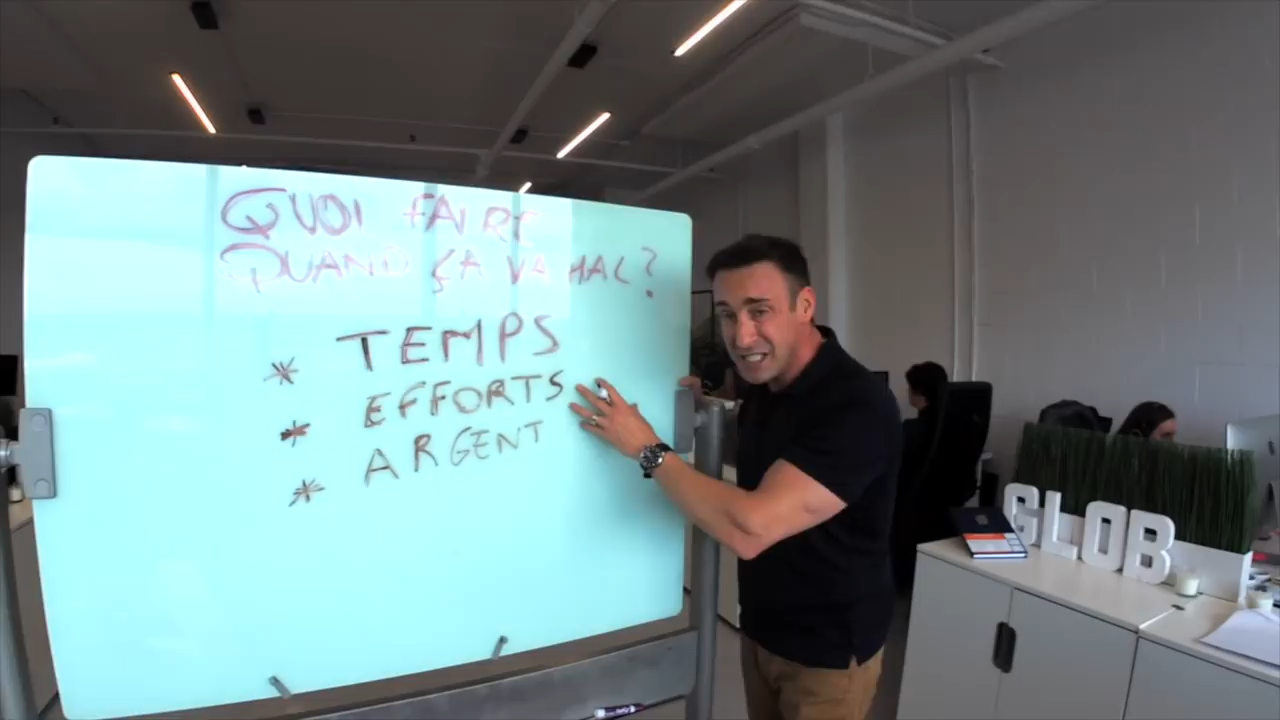 QUOI FAIRE
QUAND ÇA VA MAL?
* TEMPS
* EFFORTS
* ARGENT
GLOB